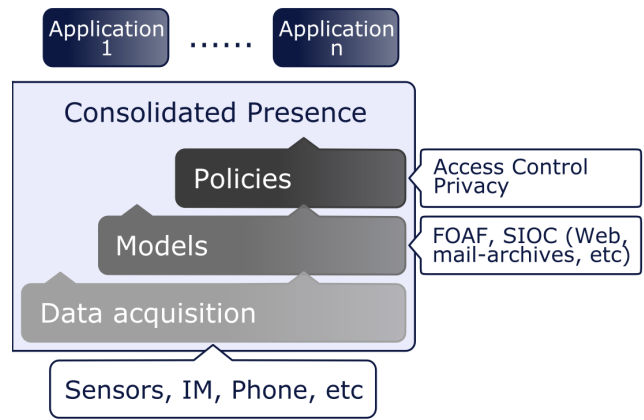 Application
1
......
Application
n
Consolidated Presence
Policies
Access Control
Privacy
Models
FOAF, SIOC (Web,
mail-archives, etc)
Data acquisition
Sensors, IM, Phone, etc